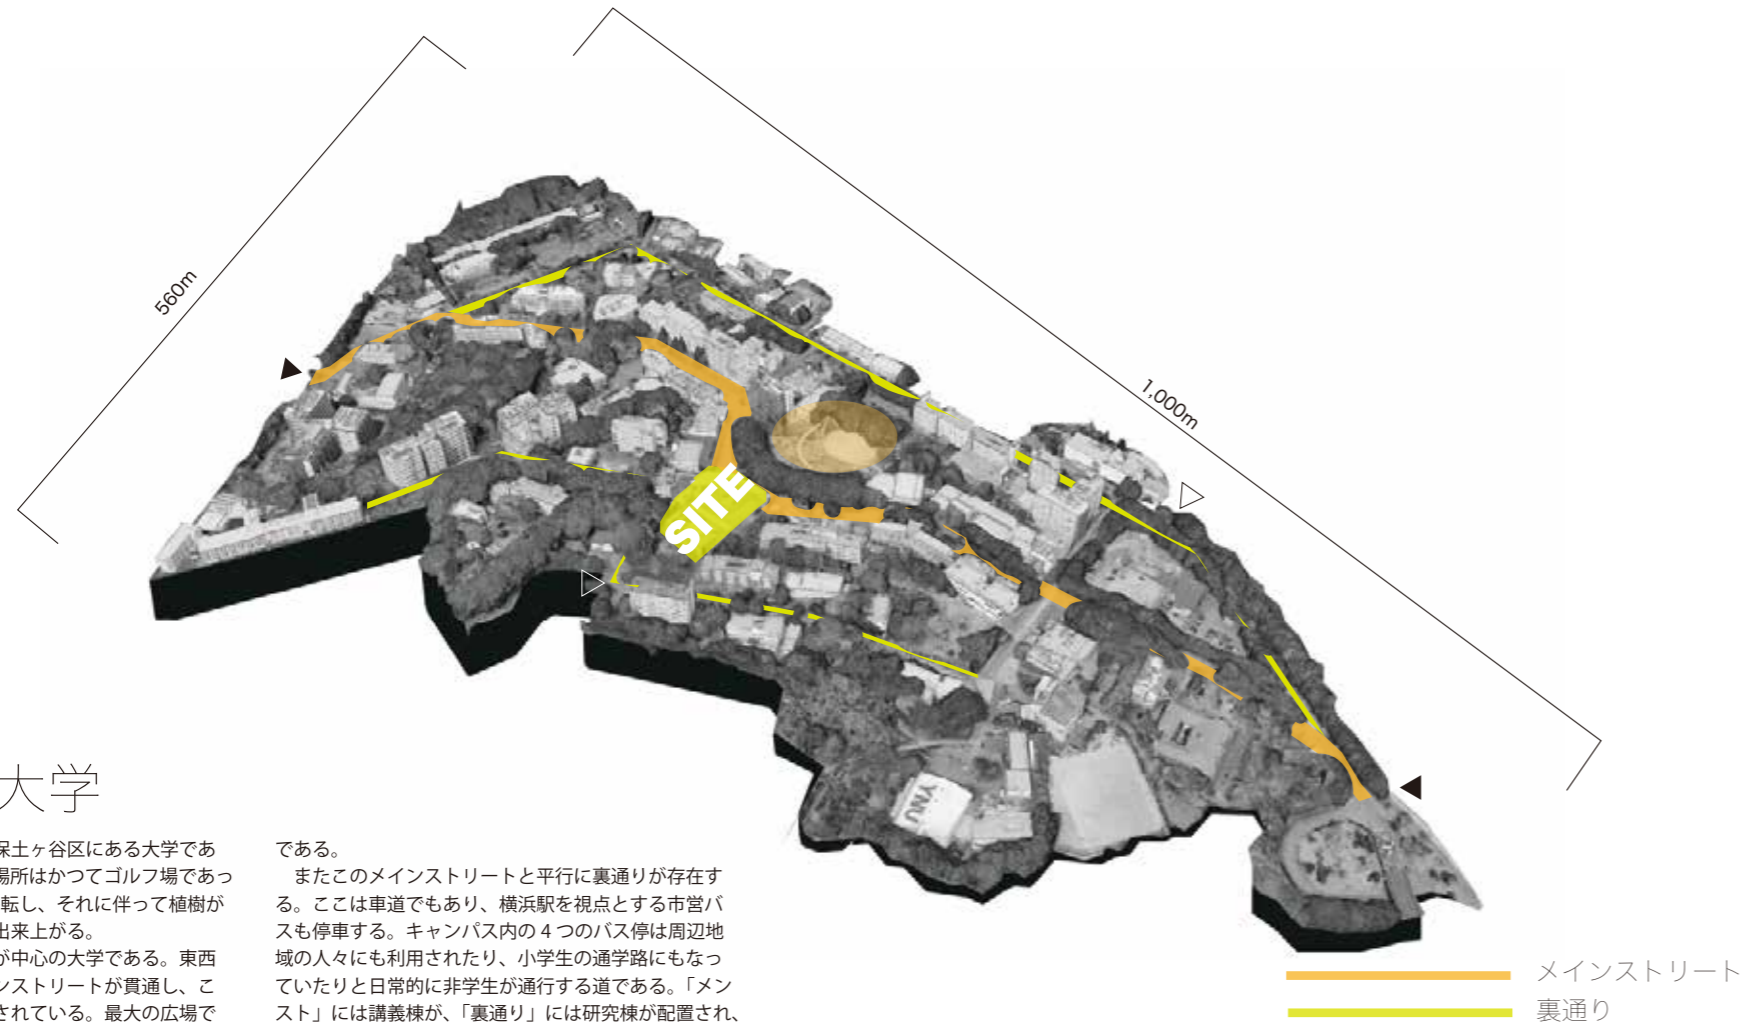 560m
1,000m
SITE
YNU
大学
保土ヶ谷区にある大学であ
場所はかつてゴルフ場であっ
転し、それに伴って植樹が
出来上がる。
が中心の大学である。東西
ンストリートが貫通し、こ
されている。最大の広場で
である。
またこのメインストリートと平行に裏通りが存在す
る。ここは車道でもあり、横浜駅を視点とする市営バ
スも停車する。キャンパス内の 4 つのバス停は周辺地
域の人々にも利用されたり、小学生の通学路にもなっ
ていたりと日常的に非学生が通行する道である。「メン
スト」には講義棟が、「裏通り」には研究棟が配置され、
メインストリート
裏通り